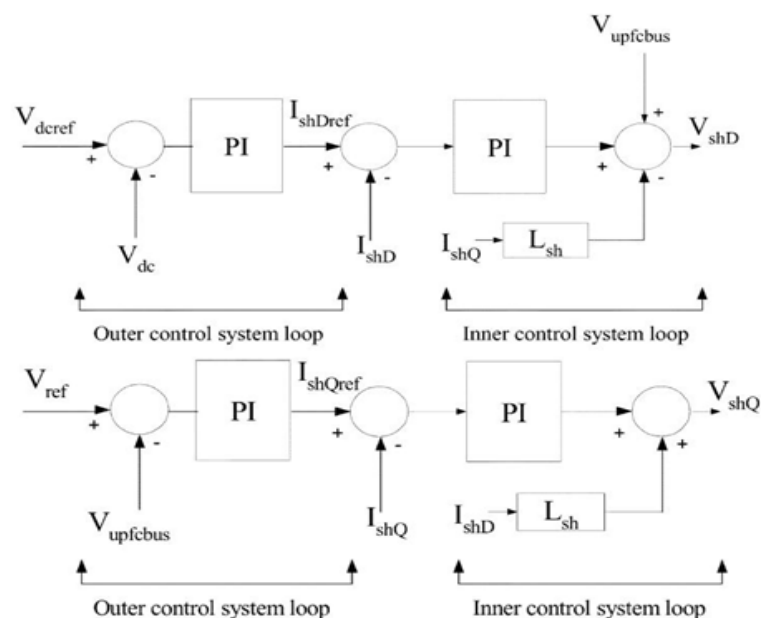 V_upfcbus
V_dcref
PI
I_shDref
PI
V_shD
+
-
+
-
+
+
-
V_dc
I_shD
I_shQ
L_sh
Outer control system loop
Inner control system loop
V_ref
PI
I_shQref
PI
V_shQ
+
-
+
-
+
+
V_upfcbus
I_shQ
I_shD
L_sh
Outer control system loop
Inner control system loop